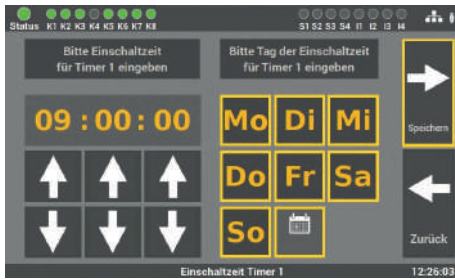 Status K1 K2 K3 K4 K5 K6 K7 K8 S1 S2 S3 S4 I1 I2 I3 I4
Bitte Einschaltzeit
für Timer 1 eingeben
Bitte Tag der Einschaltzeit
für Timer 1 eingeben
09 : 00 : 00
Mo Di Mi
Do Fr Sa
So
Speichern
Zurück
Einschaltzeit Timer 1 12:26:03